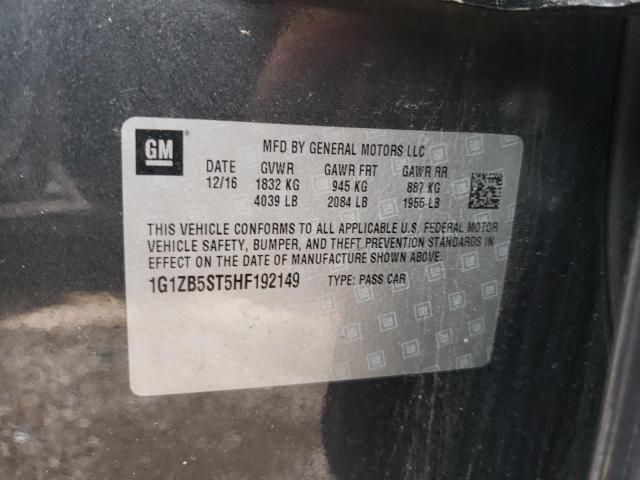 GM
MFD BY GENERAL MOTORS LLC
DATE GVWR GAWR FRT GAWR RR
12/16 1832 KG 945 KG 887 KG
4039 LB 2084 LB 1955 LB
THIS VEHICLE CONFORMS TO ALL APPLICABLE U.S. FEDERAL MOTOR
VEHICLE SAFETY, BUMPER, AND THEFT PREVENTION STANDARDS IN
EFFECT ON THE DATE OF MANUFACTURE SHOWN ABOVE.
1G1ZB5ST5HF192149 TYPE: PASS CAR